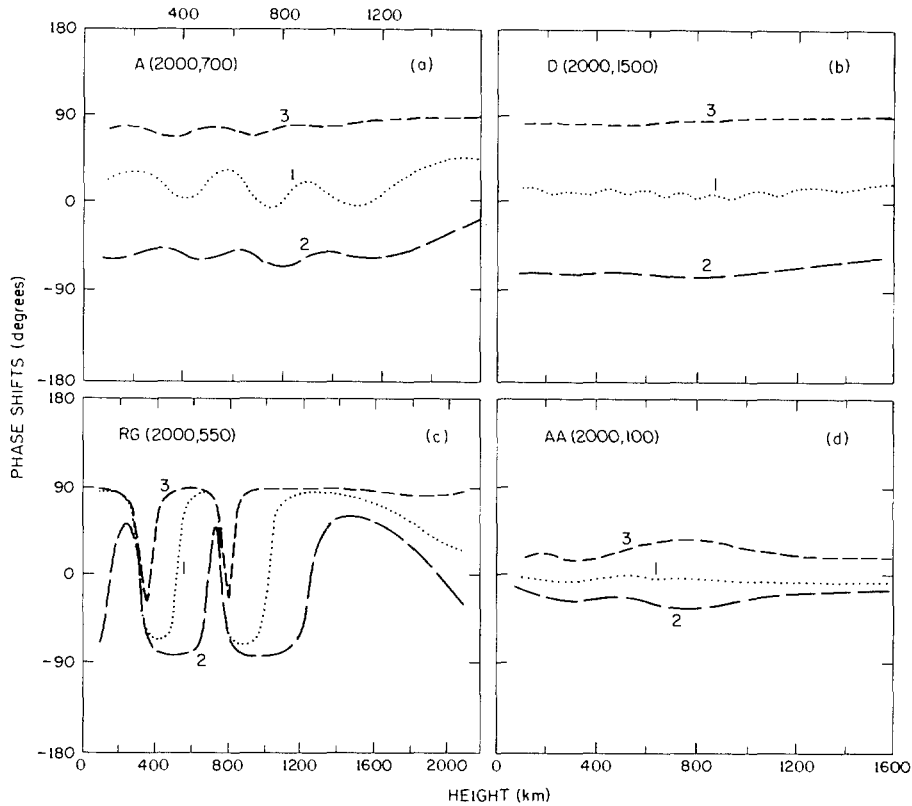 400 800 1200
180 A (2000,700) (a) D (2000,1500) (b)
90 3 3
1 1
0
2 2
-90
-180
PHASE SHIFTS (degrees)
180 RG (2000,550) (c) AA (2000,100) (d)
90 3
3
0 1 1
2
-90 2
-180
0 400 800 1200 1600 2000 0 400 800 1200 1600
HEIGHT (km)